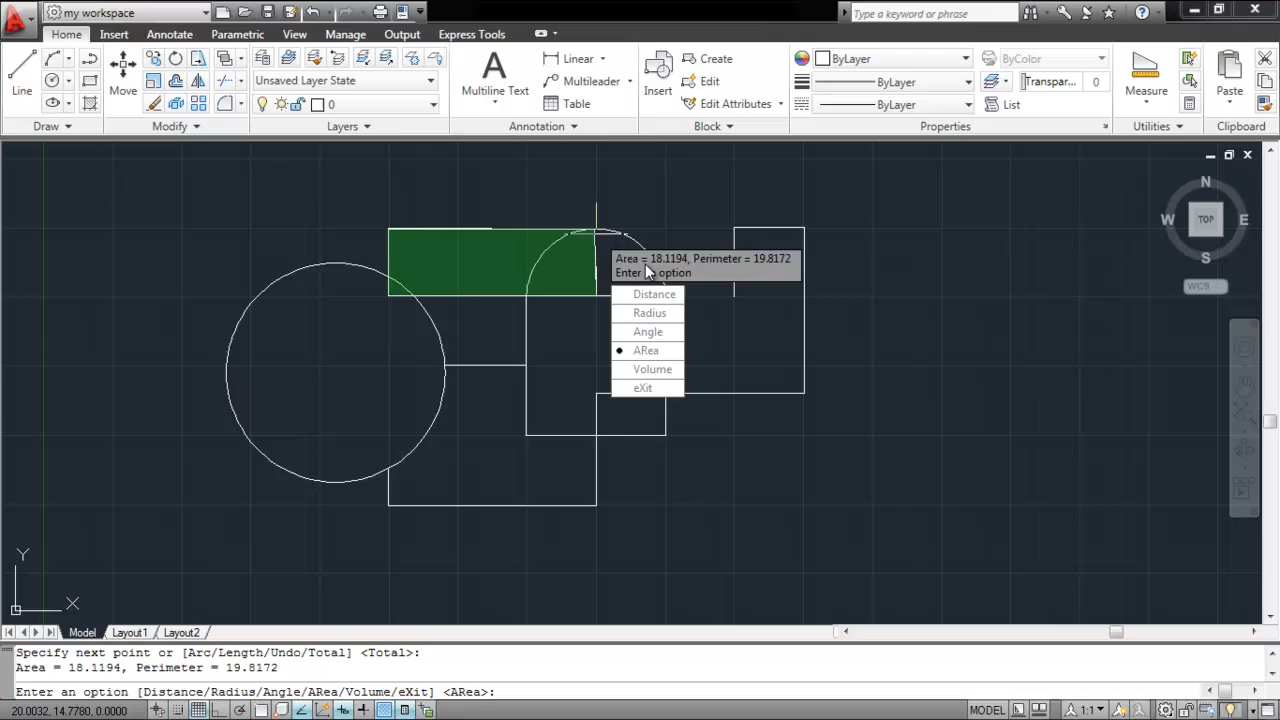 my workspace
Type a keyword or phrase
Home Insert Annotate Parametric View Manage Output Express Tools
Line
Move
Unsaved Layer State
0
Multiline Text
Linear
Multileader
Table
Insert
Create
Edit
Edit Attributes
ByLayer
ByLayer
ByLayer
ByColor
Transpar... 0
List
Measure
Paste
Draw Modify Layers Annotation Block Properties Utilities Clipboard
N
W TOP E
S
WCS
Area = 18.1194, Perimeter = 19.8172
Enter option
Distance
Radius
Angle
ARea
Volume
eXit
Y
X
Model Layout1 Layout2
Specify next point or [Arc/Length/Undo/Total] <Total>:
Area = 18.1194, Perimeter = 19.8172
Enter an option [Distance/Radius/Angle/ARea/Volume/eXit] <ARea>:
20.0032, 14.7780, 0.0000
MODEL
1:1